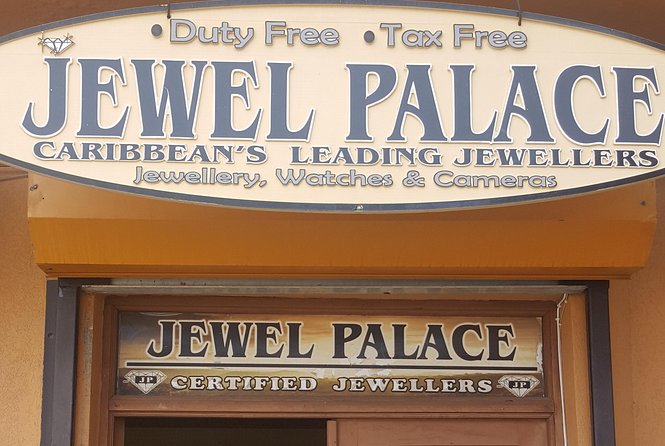 • Duty Free • Tax Free
JEWEL PALACE
CARIBBEAN'S LEADING JEWELLERS
Jewellery, Watches & Cameras
JEWEL PALACE
JP CERTIFIED JEWELLERS JP